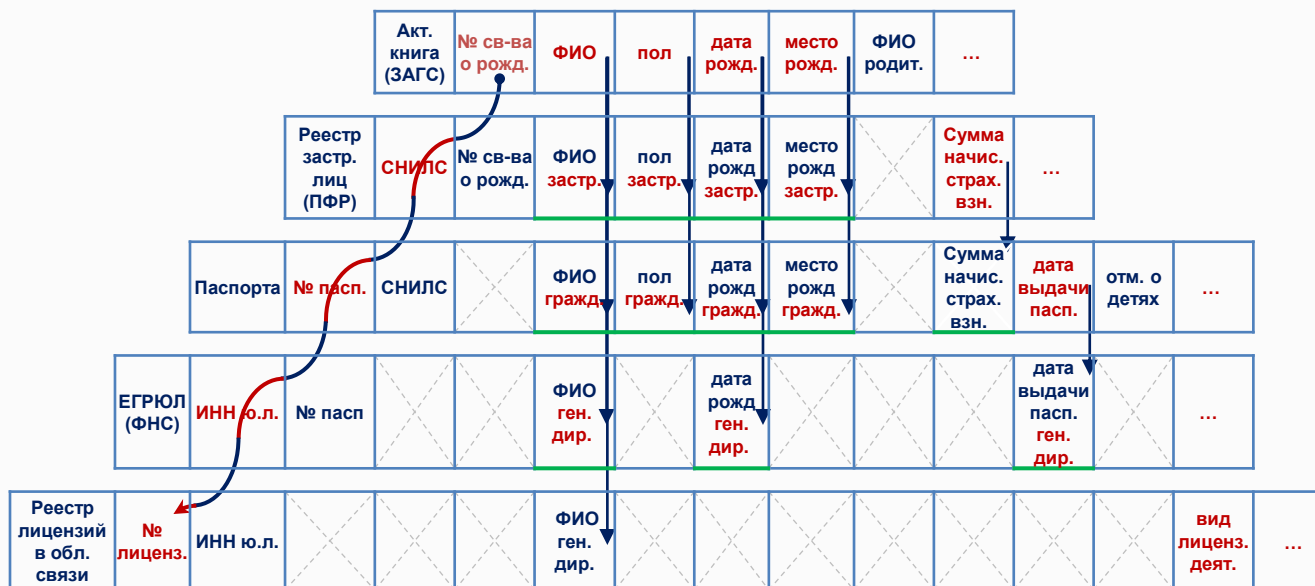 Акт.
книга
(ЗАГС)
№ св-ва
о рожд.
ФИО
пол
дата
рожд.
место
рожд.
ФИО
родит.
…
Реестр
застр.
лиц
(ПФР)
СНИЛС
№ св-ва
о рожд.
ФИО
застр.
пол
застр.
дата
рожд
застр.
место
рожд
застр.
Сумма
начис.
страх.
взн.
…
Паспорта
№ пасп.
СНИЛС
ФИО
гражд.
пол
гражд.
дата
рожд
гражд.
место
рожд
гражд.
Сумма
начис.
страх.
взн.
дата
выдачи
пасп.
отм. о
детях
…
ЕГРЮЛ
(ФНС)
ИНН ю.л.
№ пасп
ФИО
ген.
дир.
дата
рожд
ген.
дир.
дата
выдачи
пасп.
ген.
дир.
…
Реестр
лицензий
в обл.
связи
№
лиценз.
ИНН ю.л.
ФИО
ген.
дир.
вид
лиценз.
деят.
…